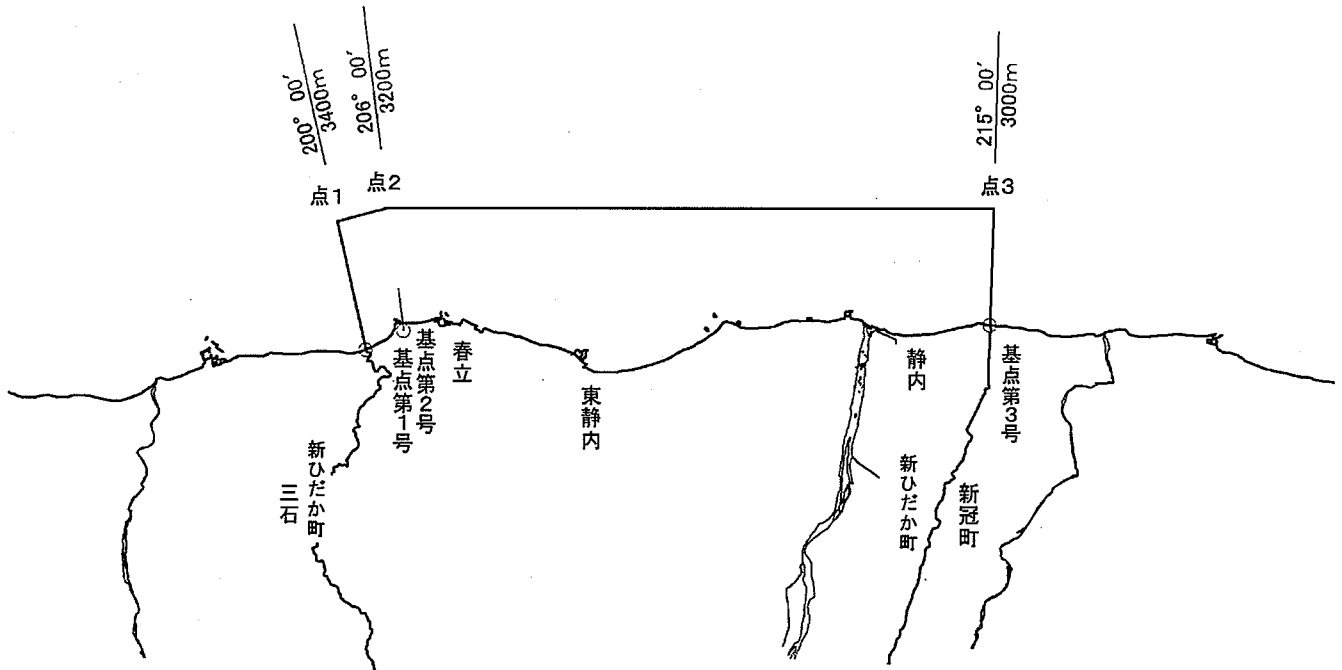 200° 00′
3400m
206° 00′
3200m
215° 00′
3000m
点1
点2
点3
基点第1号
基点第2号
春立
東静内
静内
基点第3号
新ひだか町
三石
新ひだか町
新冠町